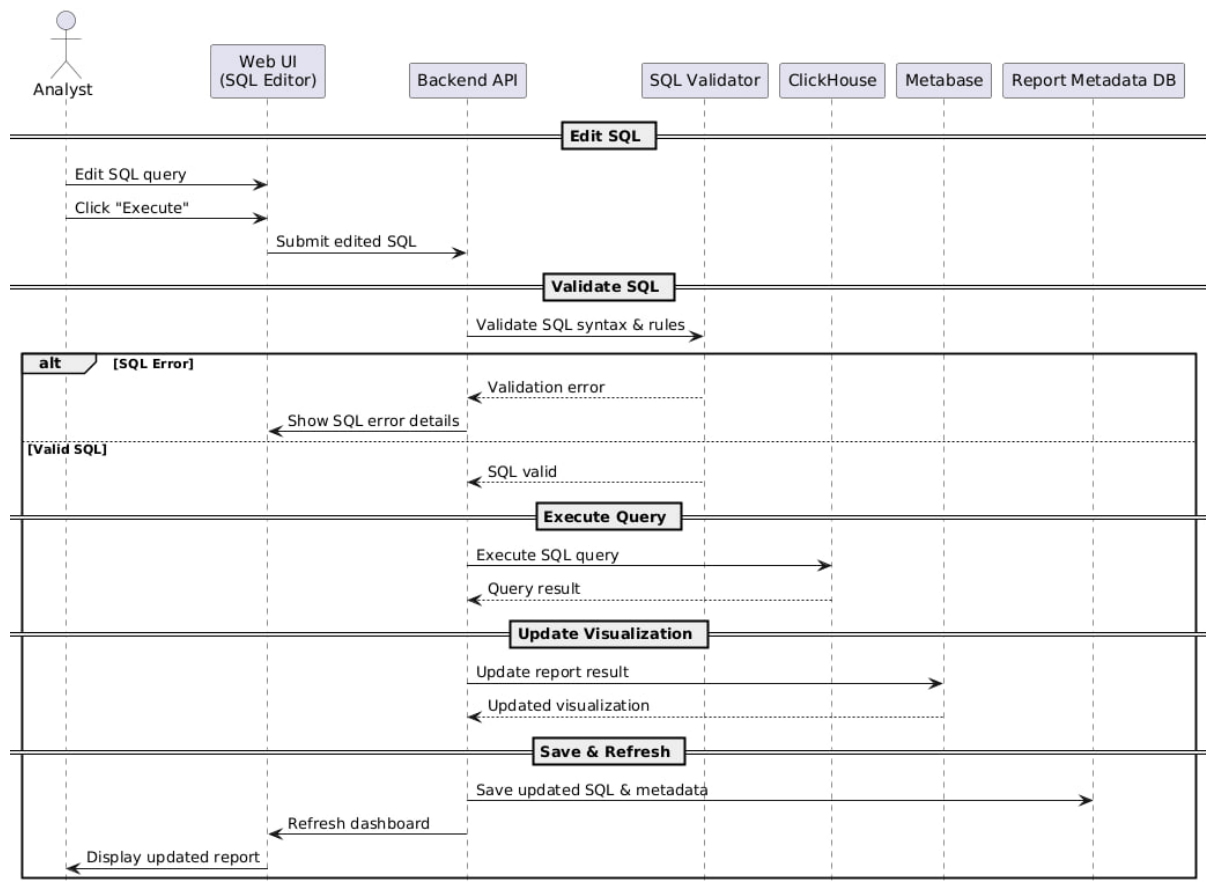 Analyst
Web UI
(SQL Editor)
Backend API
SQL Validator
ClickHouse
Metabase
Report Metadata DB
Edit SQL
Edit SQL query
Click "Execute"
Submit edited SQL
Validate SQL
Validate SQL syntax & rules
alt
[SQL Error]
Validation error
Show SQL error details
[Valid SQL]
SQL valid
Execute Query
Execute SQL query
Query result
Update Visualization
Update report result
Updated visualization
Save & Refresh
Save updated SQL & metadata
Refresh dashboard
Display updated report